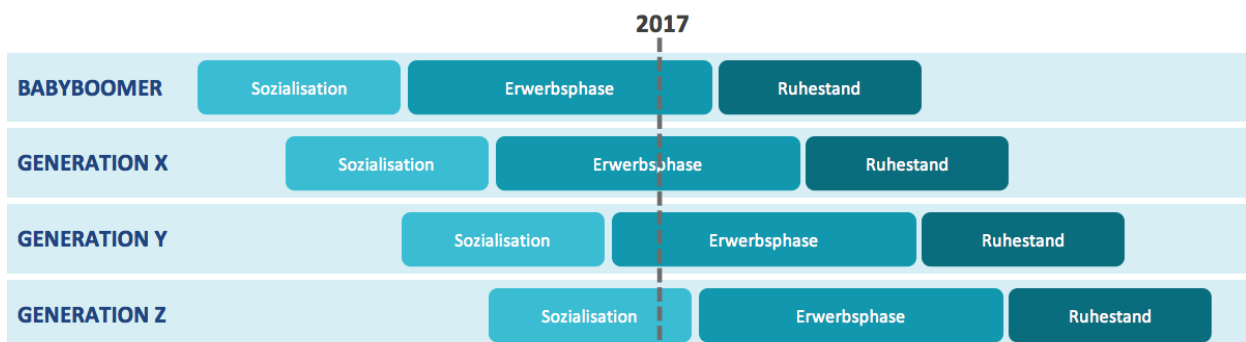 2017
BABYBOOMER Sozialisation Erwerbsphase Ruhestand
GENERATION X Sozialisation Erwerbsphase Ruhestand
GENERATION Y Sozialisation Erwerbsphase Ruhestand
GENERATION Z Sozialisation Erwerbsphase Ruhestand